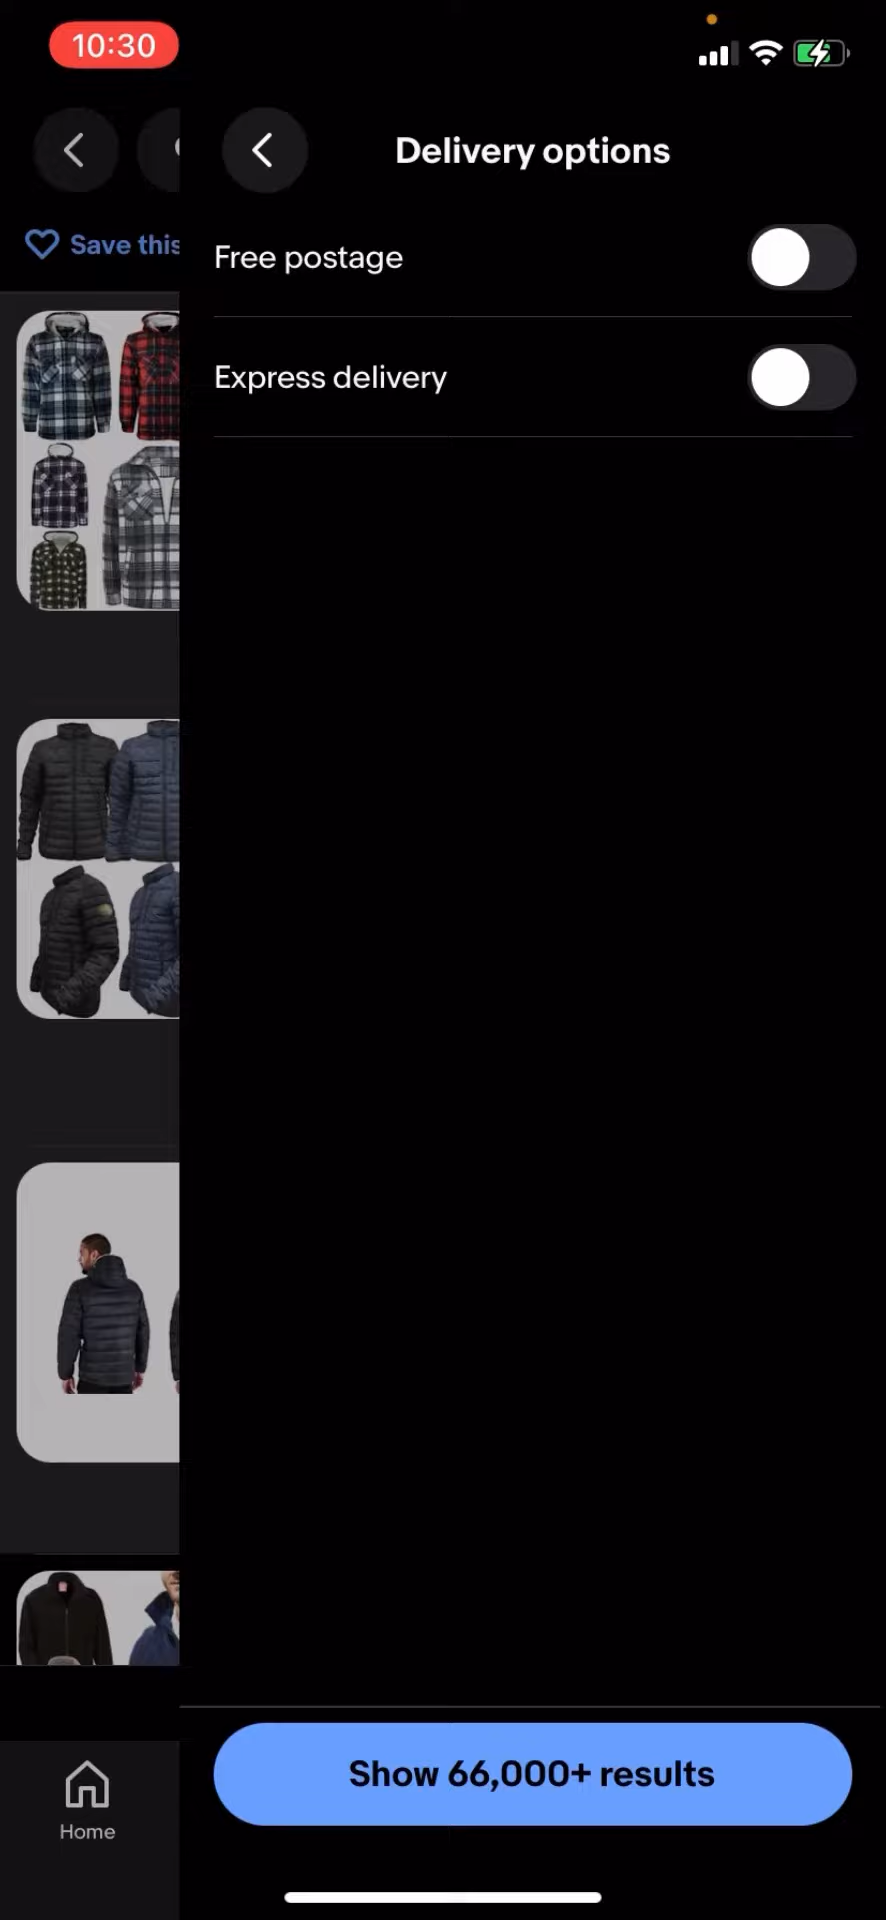 10:30
Delivery options
Save this
Free postage
Express delivery
Show 66,000+ results
Home